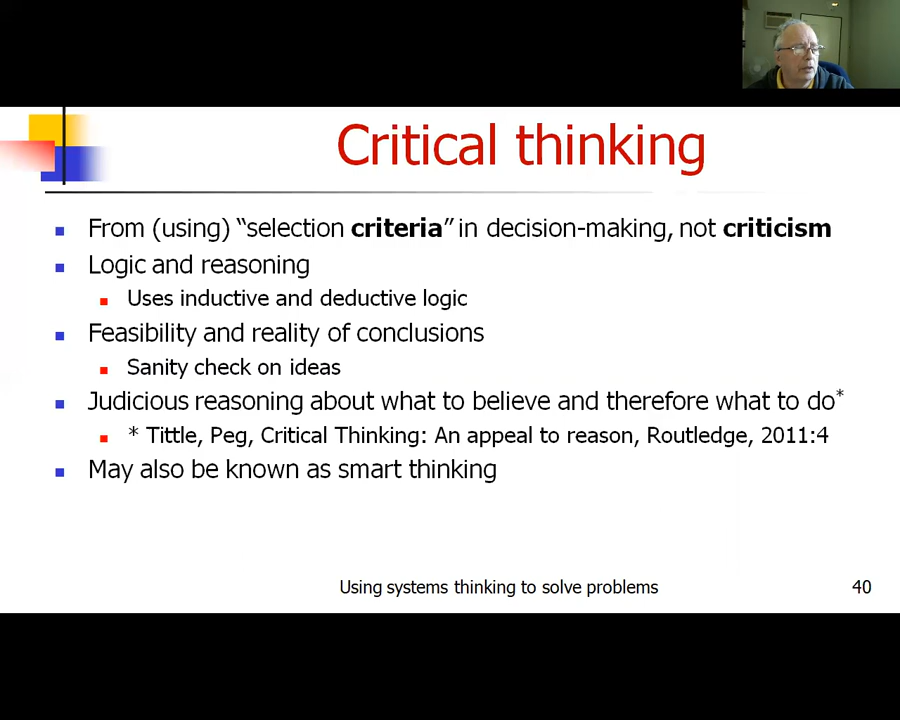 Critical thinking
From (using) “selection criteria” in decision-making, not criticism
Logic and reasoning
Uses inductive and deductive logic
Feasibility and reality of conclusions
Sanity check on ideas
Judicious reasoning about what to believe and therefore what to do*
* Tittle, Peg, Critical Thinking: An appeal to reason, Routledge, 2011:4
May also be known as smart thinking
Using systems thinking to solve problems 40